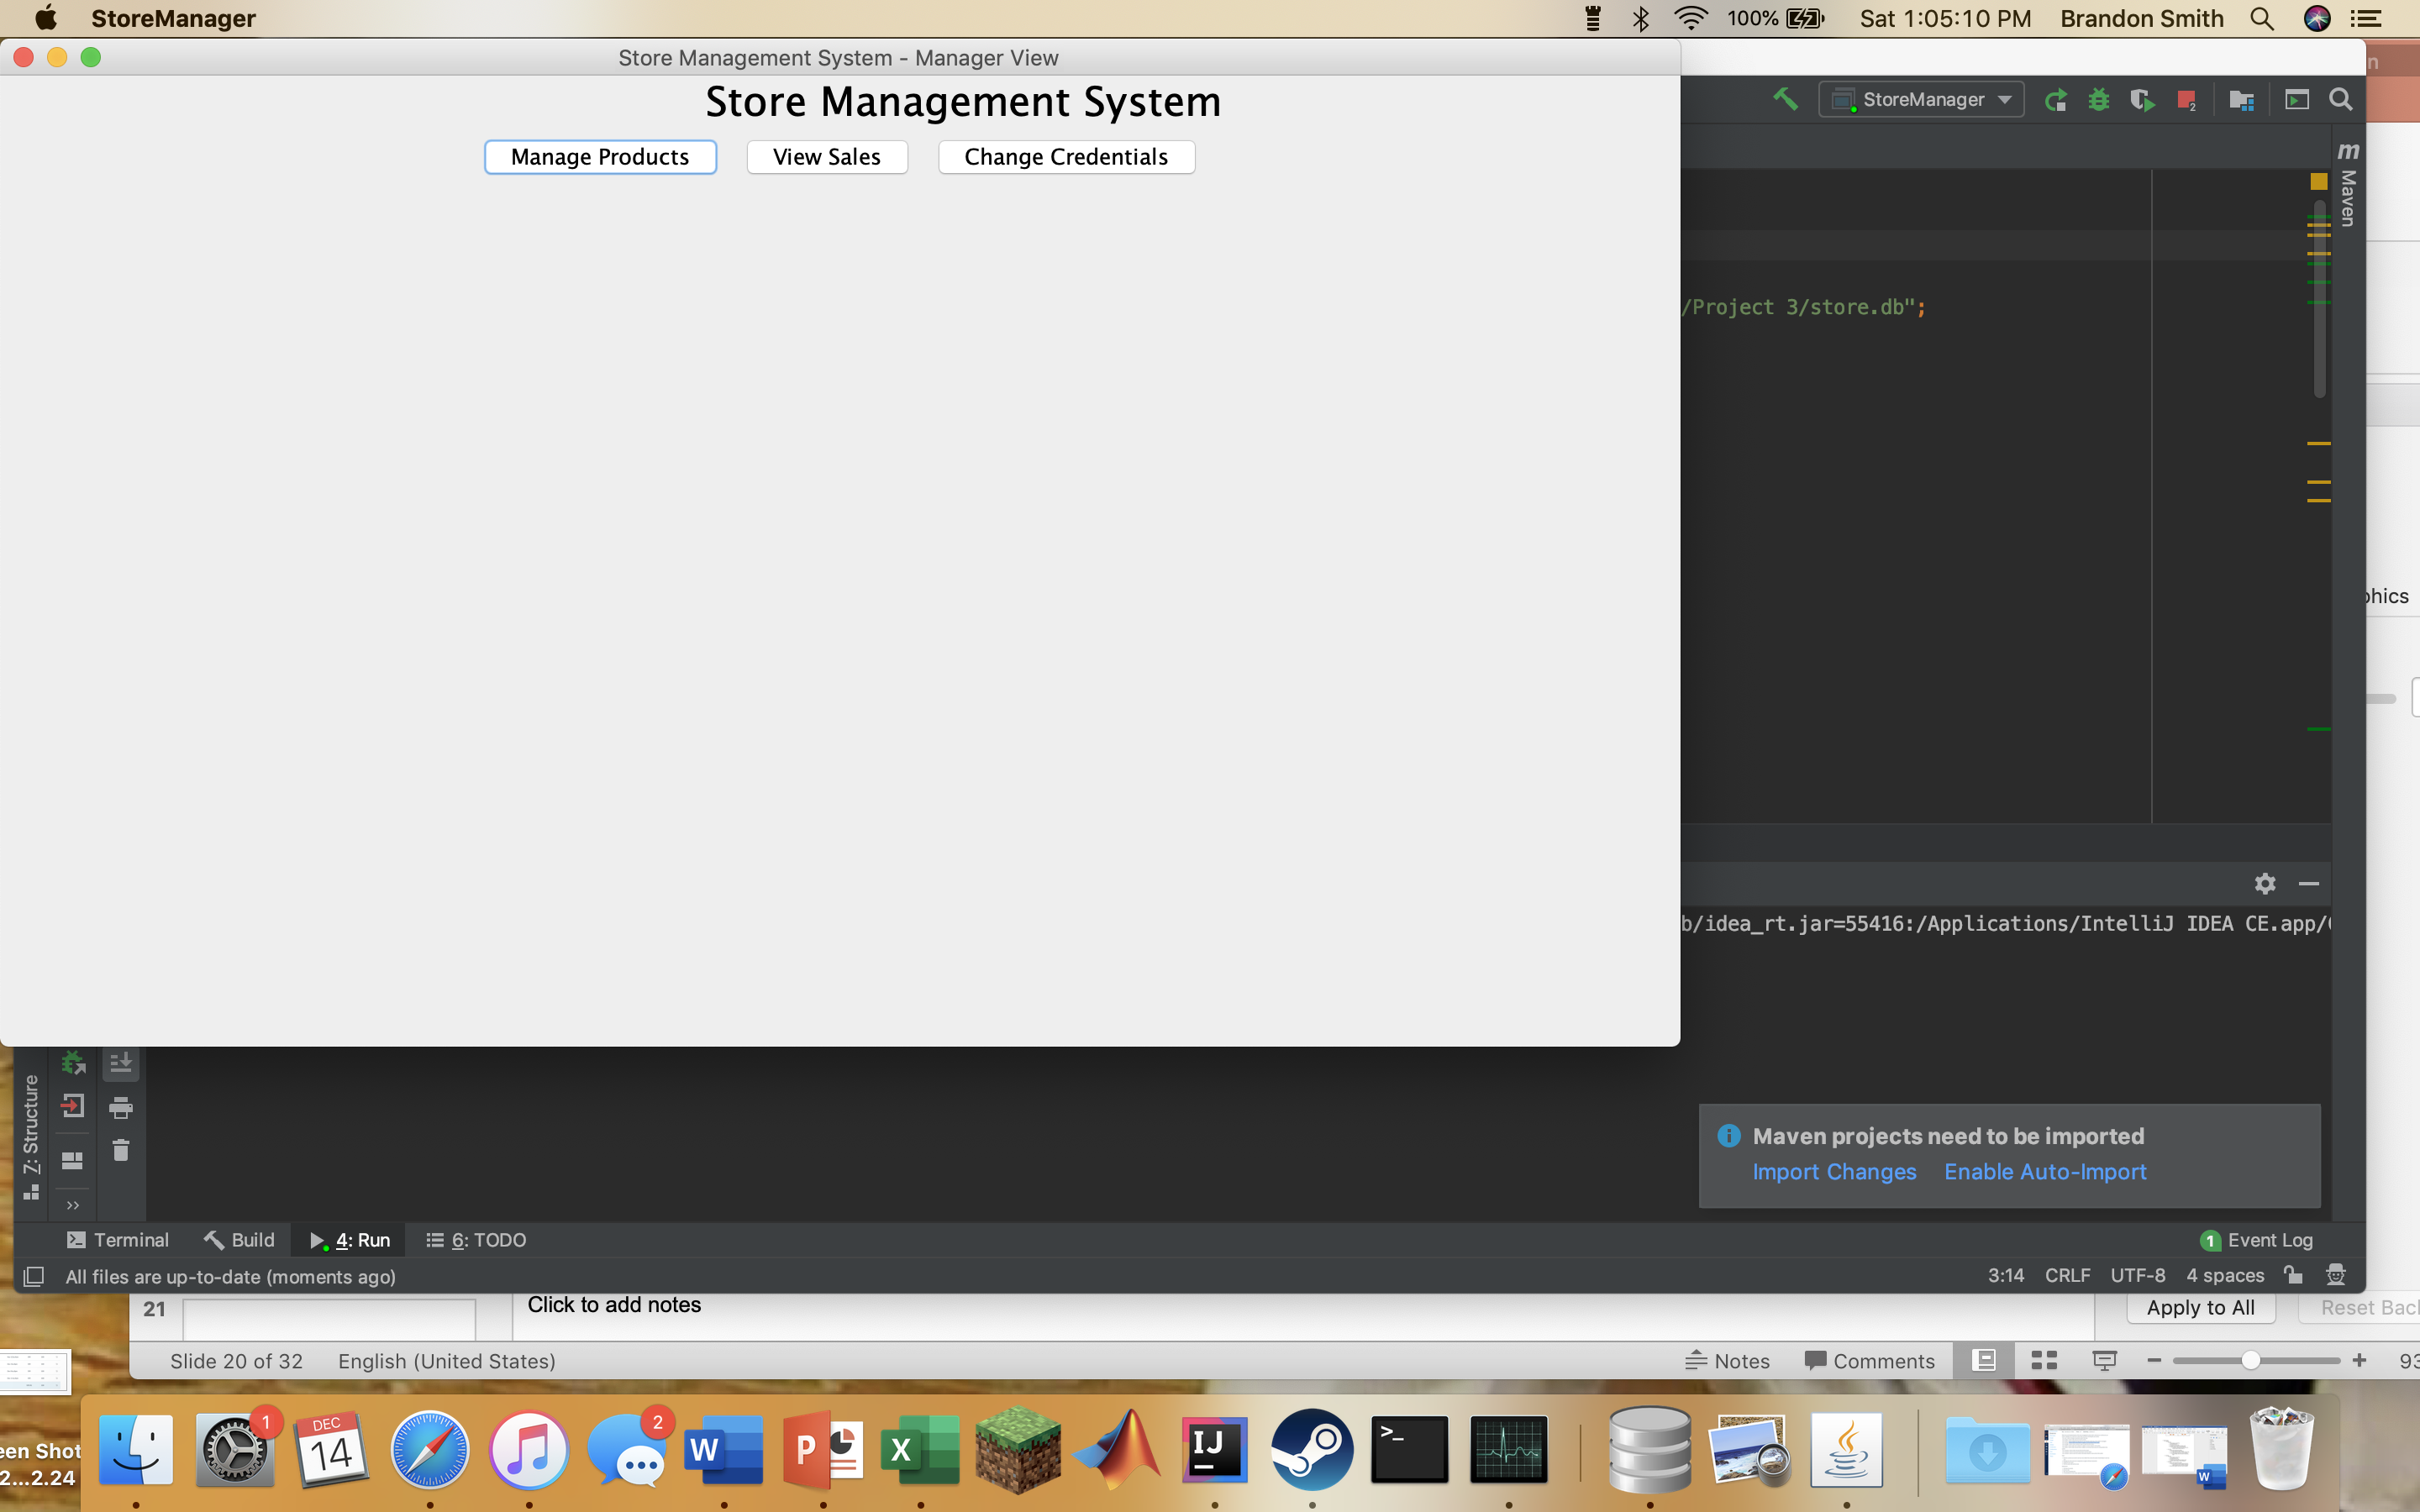 StoreManager
100%
Sat 1:05:10 PM
Brandon Smith
Store Management System - Manager View
Store Management System
Manage Products
View Sales
Change Credentials
StoreManager
2
m
Maven
/Project 3/store.db";
phics
b/idea_rt.jar=55416:/Applications/IntelliJ IDEA CE.app/
7: Structure
Maven projects need to be imported
Import Changes
Enable Auto-Import
Terminal
Build
4: Run
6: TODO
1 Event Log
All files are up-to-date (moments ago)
3:14
CRLF
UTF-8
4 spaces
21
Click to add notes
Apply to All
Reset Bac
Slide 20 of 32
English (United States)
Notes
Comments
93
een Shot
2...2.24
1
DEC
14
2
W
P
X
IJ
>_
W